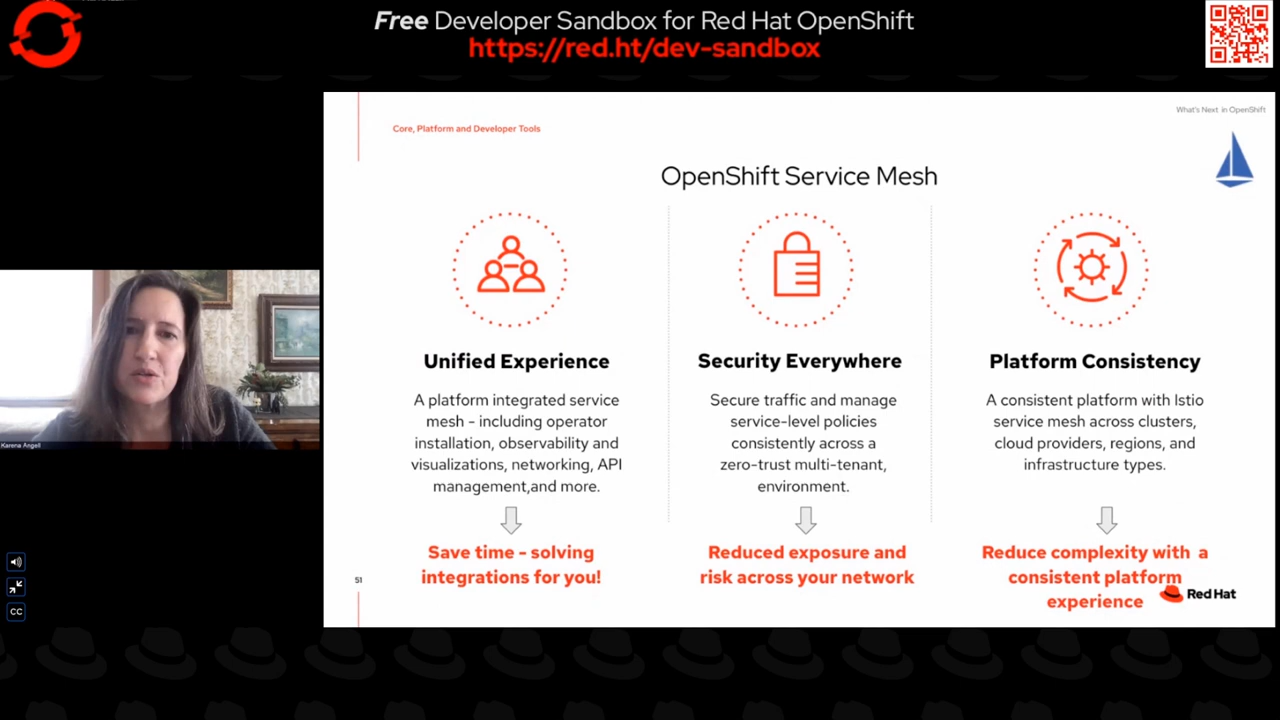 Free Developer Sandbox for Red Hat OpenShift
https://red.ht/dev-sandbox
What's Next in OpenShift
Core, Platform and Developer Tools
OpenShift Service Mesh
Unified Experience
A platform integrated service
mesh - including operator
installation, observability and
visualizations, networking, API
management,and more.
Save time - solving
integrations for you!
Security Everywhere
Secure traffic and manage
service-level policies
consistently across a
zero-trust multi-tenant,
environment.
Reduced exposure and
risk across your network
Platform Consistency
A consistent platform with Istio
service mesh across clusters,
cloud providers, regions, and
infrastructure types.
Reduce complexity with a
consistent platform
experience
Karena Angell
CC
51
Red Hat